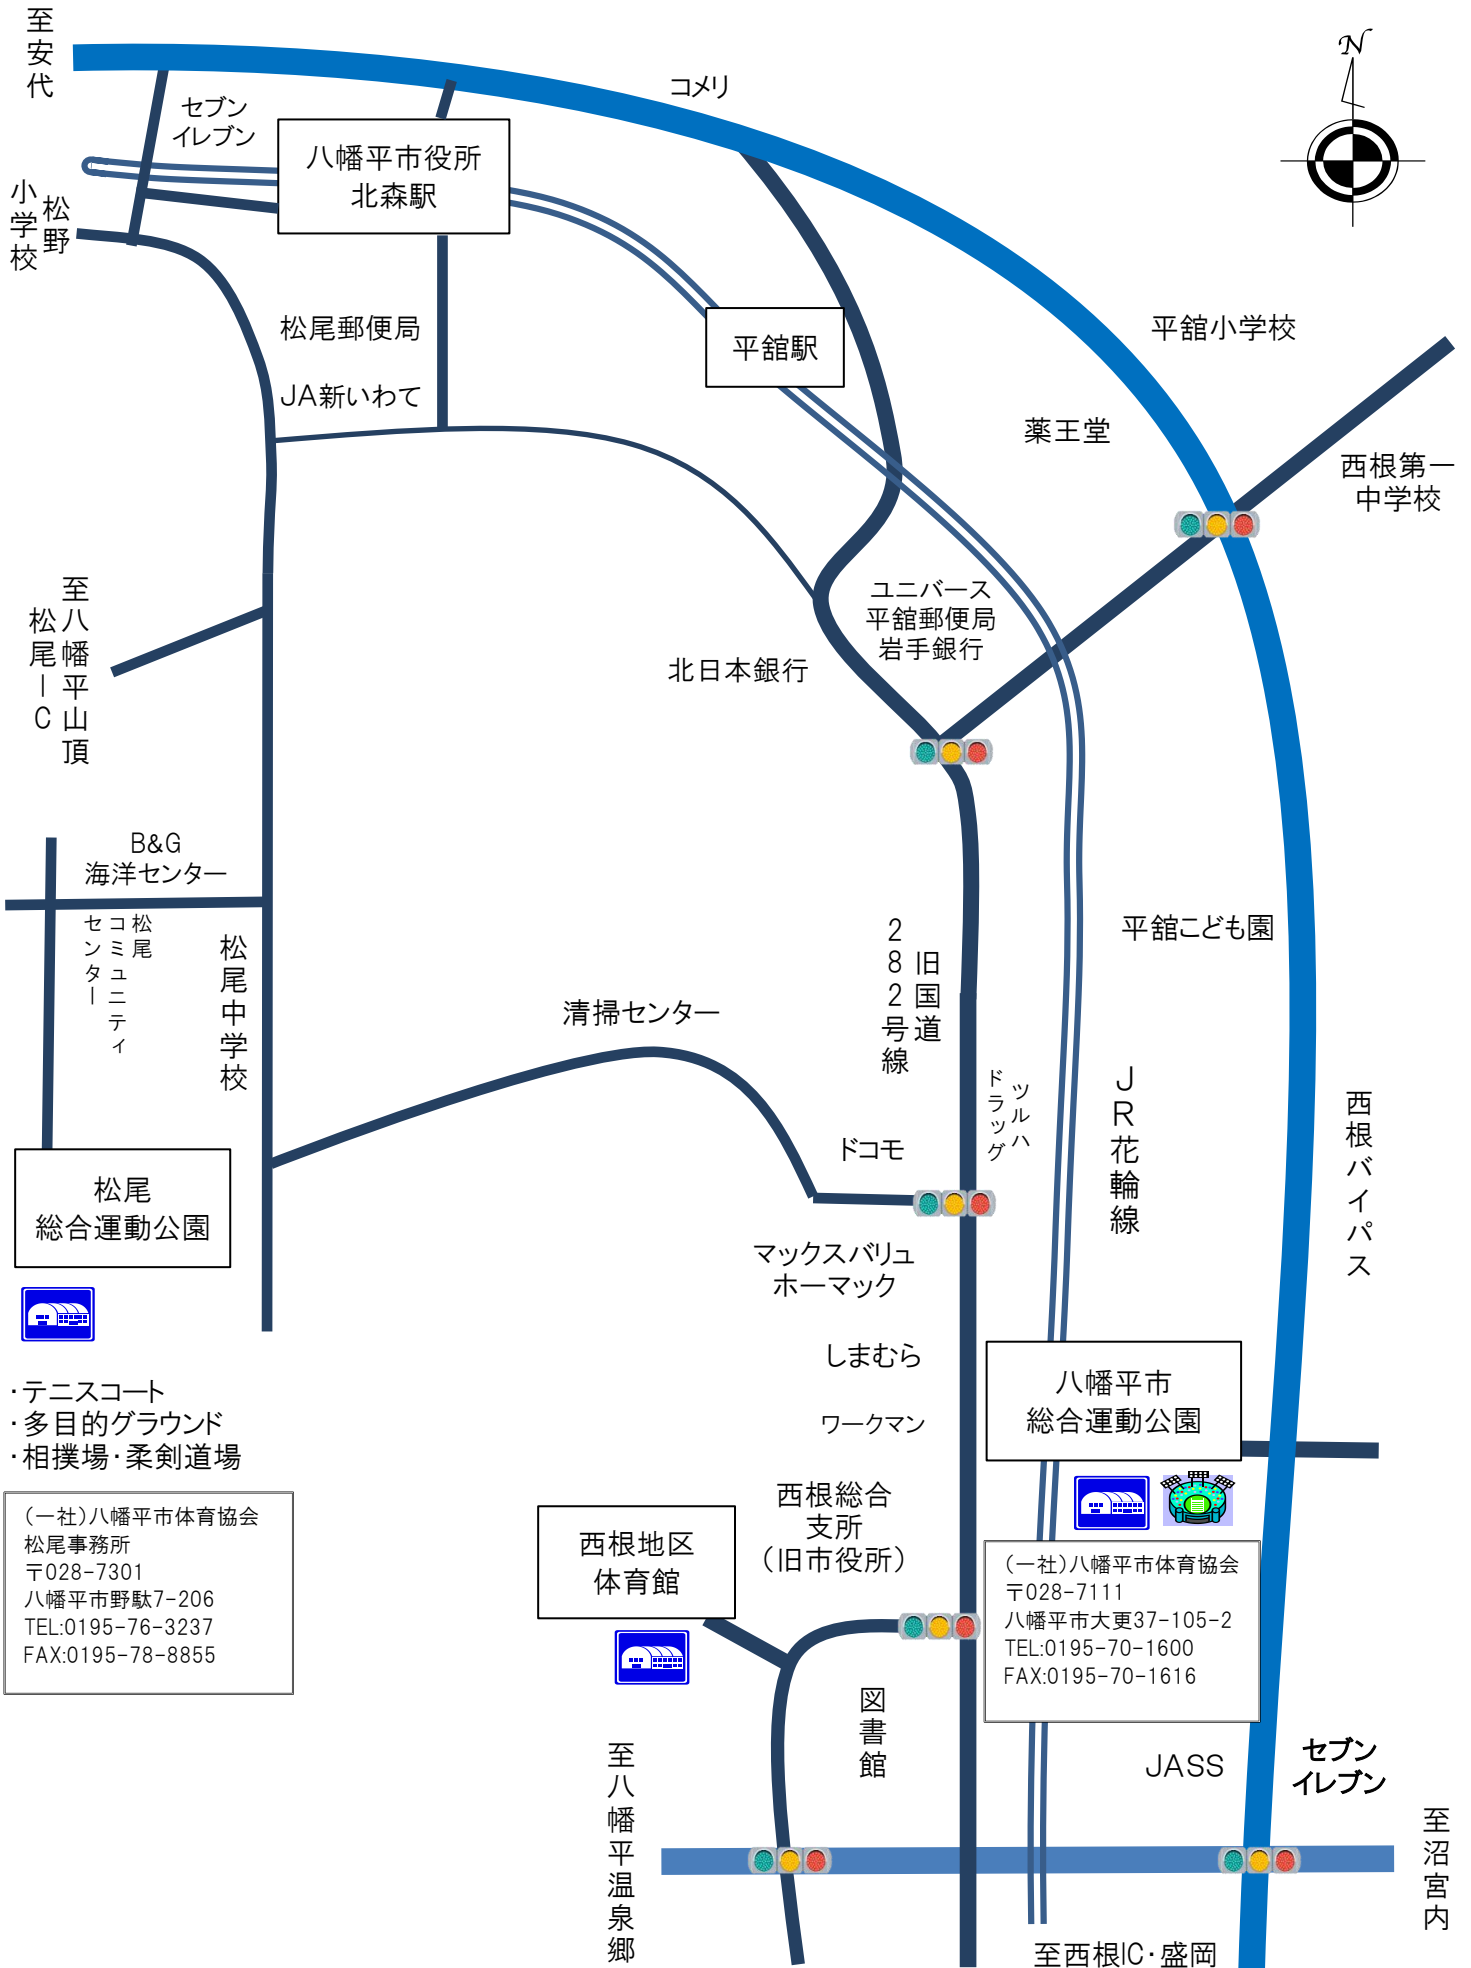 至安代
N
コメリ
セブン
イレブン
八幡平市役所
北森駅
松野
小学校
松尾郵便局
平舘駅
平舘小学校
JA新いわて
薬王堂
西根第一
中学校
至八幡平山頂
松尾ＩＣ
ユニバース
平舘郵便局
岩手銀行
北日本銀行
B&G
海洋センター
松尾
コミュニティ
センター
松尾中学校
旧国道
２８２号線
平舘こども園
清掃センター
ツルハ
ドラッグ
ＪＲ花輪線
西根バイパス
ドコモ
松尾
総合運動公園
マックスバリュ
ホーマック
しまむら
八幡平市
総合運動公園
ワークマン
・テニスコート
・多目的グラウンド
・相撲場・柔剣道場
西根総合
支所
（旧市役所）
西根地区
体育館
（一社）八幡平市体育協会
松尾事務所
〒028-7301
八幡平市野駄7-206
TEL:0195-76-3237
FAX:0195-78-8855
（一社）八幡平市体育協会
〒028-7111
八幡平市大更37-105-2
TEL:0195-70-1600
FAX:0195-70-1616
図書館
JASS
セブン
イレブン
至八幡平温泉郷
至沼宮内
至西根IC・盛岡